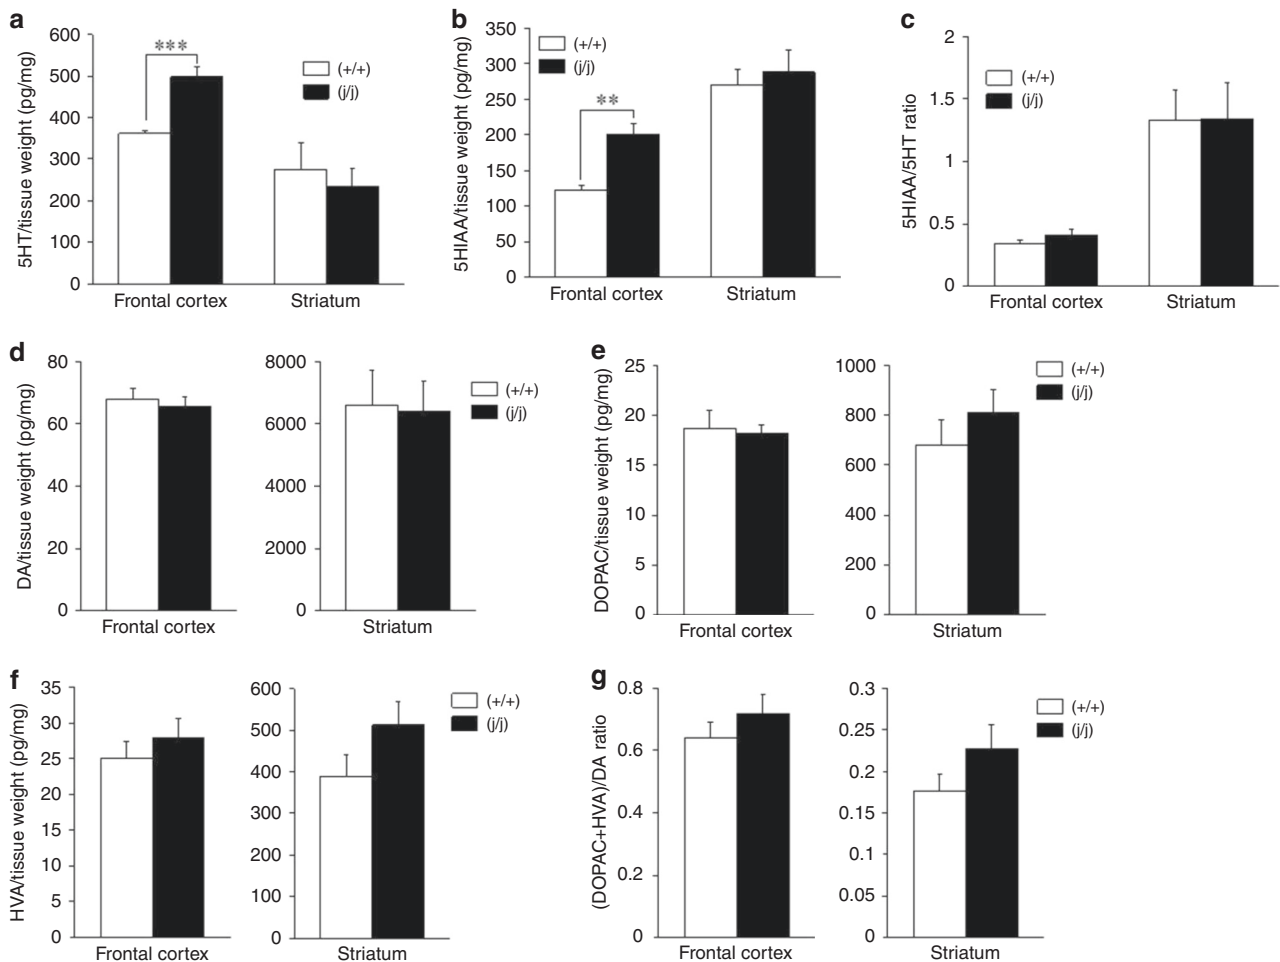 a
600
500
400
300
200
100
0
5HT/tissue weight (pg/mg)
***
(+/+)
(j/j)
Frontal cortex
Striatum
b
350
300
250
200
150
100
50
0
5HIAA/tissue weight (pg/mg)
(+/+)
(j/j)
**
Frontal cortex
Striatum
c
2
1.5
1
0.5
0
5HIAA/5HT ratio
(+/+)
(j/j)
Frontal cortex
Striatum
d
80
60
40
20
0
DA/tissue weight (pg/mg)
Frontal cortex
8000
6000
4000
2000
0
Striatum
(+/+)
(j/j)
e
25
20
15
10
5
0
DOPAC/tissue weight (pg/mg)
Frontal cortex
1000
800
600
400
200
0
Striatum
(+/+)
(j/j)
f
35
30
25
20
15
10
5
0
HVA/tissue weight (pg/mg)
Frontal cortex
600
500
400
300
200
100
0
Striatum
(+/+)
(j/j)
g
0.8
0.6
0.4
0.2
0
(DOPAC+HVA)/DA ratio
Frontal cortex
0.3
0.25
0.2
0.15
0.1
0.05
0
Striatum
(+/+)
(j/j)